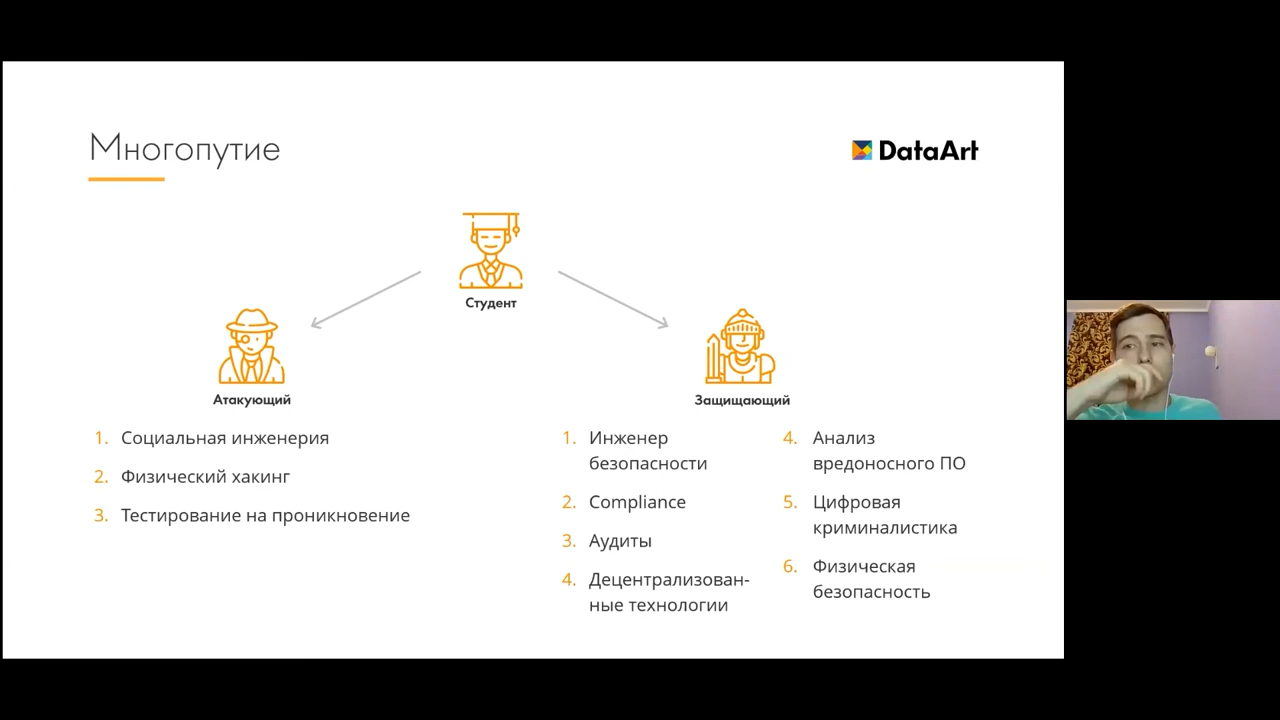 Многопутие
DataArt
Студент
Атакующий
Защищающий
1. Социальная инженерия
2. Физический хакинг
3. Тестирование на проникновение
1. Инженер
безопасности
2. Compliance
3. Аудиты
4. Децентрализован-
ные технологии
4. Анализ
вредоносного ПО
5. Цифровая
криминалистика
6. Физическая
безопасность